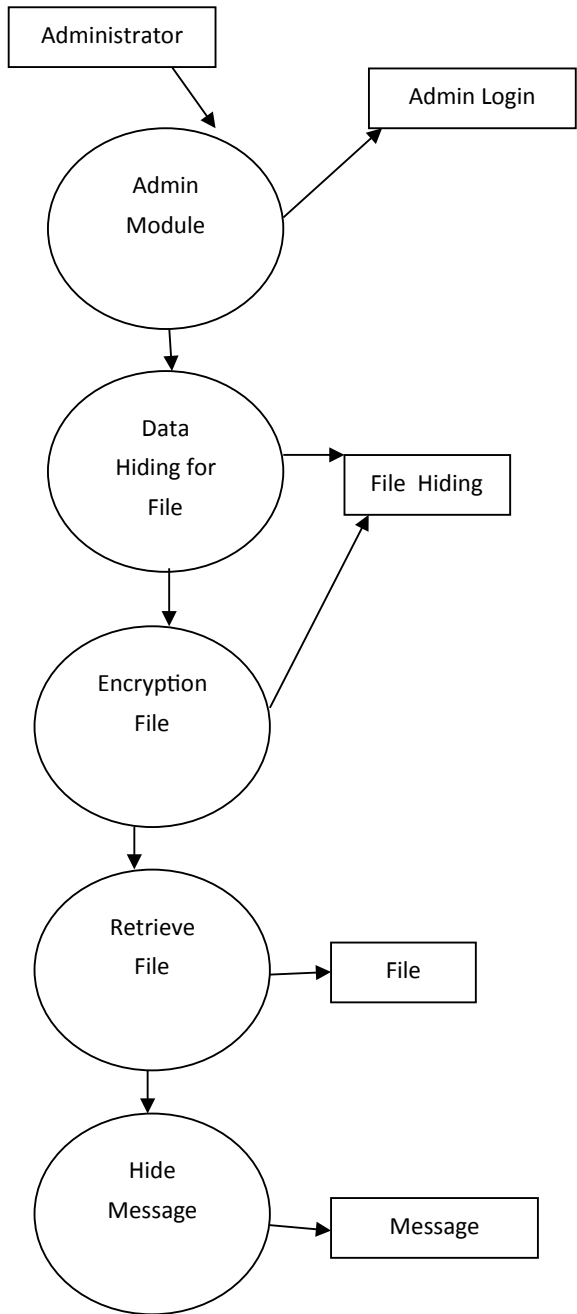 Administrator
Admin Login
Admin
Module
Data
Hiding for
File
File Hiding
Encryption
File
Retrieve
File
File
Hide
Message
Message